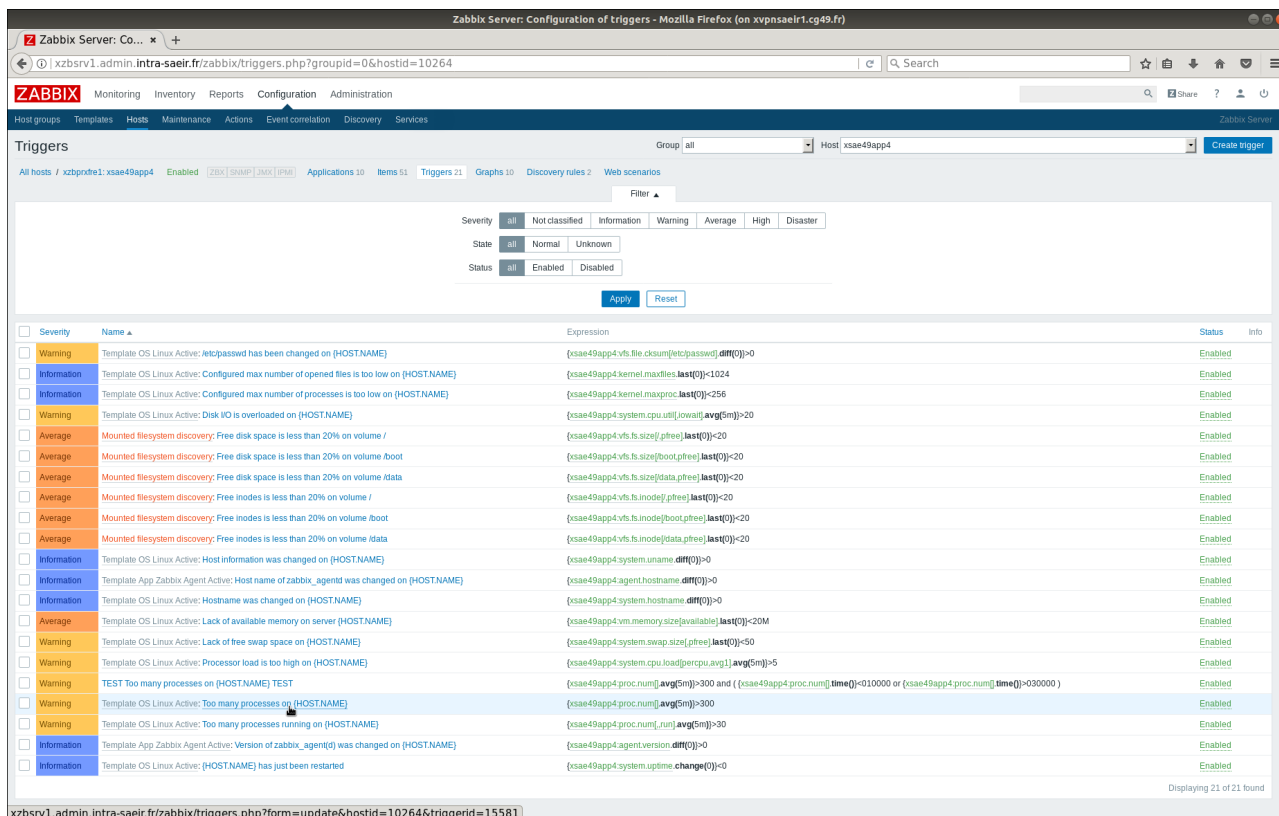 Zabbix Server: Configuration of triggers - Mozilla Firefox (on xvpnsaeir1.cg49.fr)
Z Zabbix Server: Co... × +
xzbsrv1.admin.intra-saeir.fr/zabbix/triggers.php?groupid=0&hostid=10264 Search
ZABBIX Monitoring Inventory Reports Configuration Administration Z Share ?
Host groups Templates Hosts Maintenance Actions Event correlation Discovery Services Zabbix Server
Triggers Group all Host xsae49app4 Create trigger
All hosts / xzbprxfre1: xsae49app4 Enabled ZBX SNMP JMX IPMI Applications 10 Items 51 Triggers 21 Graphs 10 Discovery rules 2 Web scenarios
Filter ▲
Severity all Not classified Information Warning Average High Disaster
State all Normal Unknown
Status all Enabled Disabled
Apply Reset
Severity Name ▲ Expression Status Info
Warning Template OS Linux Active: /etc/passwd has been changed on {HOST.NAME} {xsae49app4:vfs.file.cksum[/etc/passwd].diff(0)}>0 Enabled
Information Template OS Linux Active: Configured max number of opened files is too low on {HOST.NAME} {xsae49app4:kernel.maxfiles.last(0)}<1024 Enabled
Information Template OS Linux Active: Configured max number of processes is too low on {HOST.NAME} {xsae49app4:kernel.maxproc.last(0)}<256 Enabled
Warning Template OS Linux Active: Disk I/O is overloaded on {HOST.NAME} {xsae49app4:system.cpu.util[,iowait].avg(5m)}>20 Enabled
Average Mounted filesystem discovery: Free disk space is less than 20% on volume / {xsae49app4:vfs.fs.size[/,pfree].last(0)}<20 Enabled
Average Mounted filesystem discovery: Free disk space is less than 20% on volume /boot {xsae49app4:vfs.fs.size[/boot,pfree].last(0)}<20 Enabled
Average Mounted filesystem discovery: Free disk space is less than 20% on volume /data {xsae49app4:vfs.fs.size[/data,pfree].last(0)}<20 Enabled
Average Mounted filesystem discovery: Free inodes is less than 20% on volume / {xsae49app4:vfs.fs.inode[/,pfree].last(0)}<20 Enabled
Average Mounted filesystem discovery: Free inodes is less than 20% on volume /boot {xsae49app4:vfs.fs.inode[/boot,pfree].last(0)}<20 Enabled
Average Mounted filesystem discovery: Free inodes is less than 20% on volume /data {xsae49app4:vfs.fs.inode[/data,pfree].last(0)}<20 Enabled
Information Template OS Linux Active: Host information was changed on {HOST.NAME} {xsae49app4:system.uname.diff(0)}>0 Enabled
Information Template App Zabbix Agent Active: Host name of zabbix_agentd was changed on {HOST.NAME} {xsae49app4:agent.hostname.diff(0)}>0 Enabled
Information Template OS Linux Active: Hostname was changed on {HOST.NAME} {xsae49app4:system.hostname.diff(0)}>0 Enabled
Average Template OS Linux Active: Lack of available memory on server {HOST.NAME} {xsae49app4:vm.memory.size[available].last(0)}<20M Enabled
Warning Template OS Linux Active: Lack of free swap space on {HOST.NAME} {xsae49app4:system.swap.size[,pfree].last(0)}<50 Enabled
Warning Template OS Linux Active: Processor load is too high on {HOST.NAME} {xsae49app4:system.cpu.load[percpu,avg1].avg(5m)}>5 Enabled
Warning TEST Too many processes on {HOST.NAME} TEST {xsae49app4:proc.num[].avg(5m)}>300 and ( {xsae49app4:proc.num[].time()}<010000 or {xsae49app4:proc.num[].time()}>030000 ) Enabled
Warning Template OS Linux Active: Too many processes on {HOST.NAME} {xsae49app4:proc.num[].avg(5m)}>300 Enabled
Warning Template OS Linux Active: Too many processes running on {HOST.NAME} {xsae49app4:proc.num[,,run].avg(5m)}>30 Enabled
Information Template App Zabbix Agent Active: Version of zabbix_agent(d) was changed on {HOST.NAME} {xsae49app4:agent.version.diff(0)}>0 Enabled
Information Template OS Linux Active: {HOST.NAME} has just been restarted {xsae49app4:system.uptime.change(0)}<0 Enabled
Displaying 21 of 21 found
xzbsrv1.admin.intra-saeir.fr/zabbix/triggers.php?form=update&hostid=10264&triggerid=15581